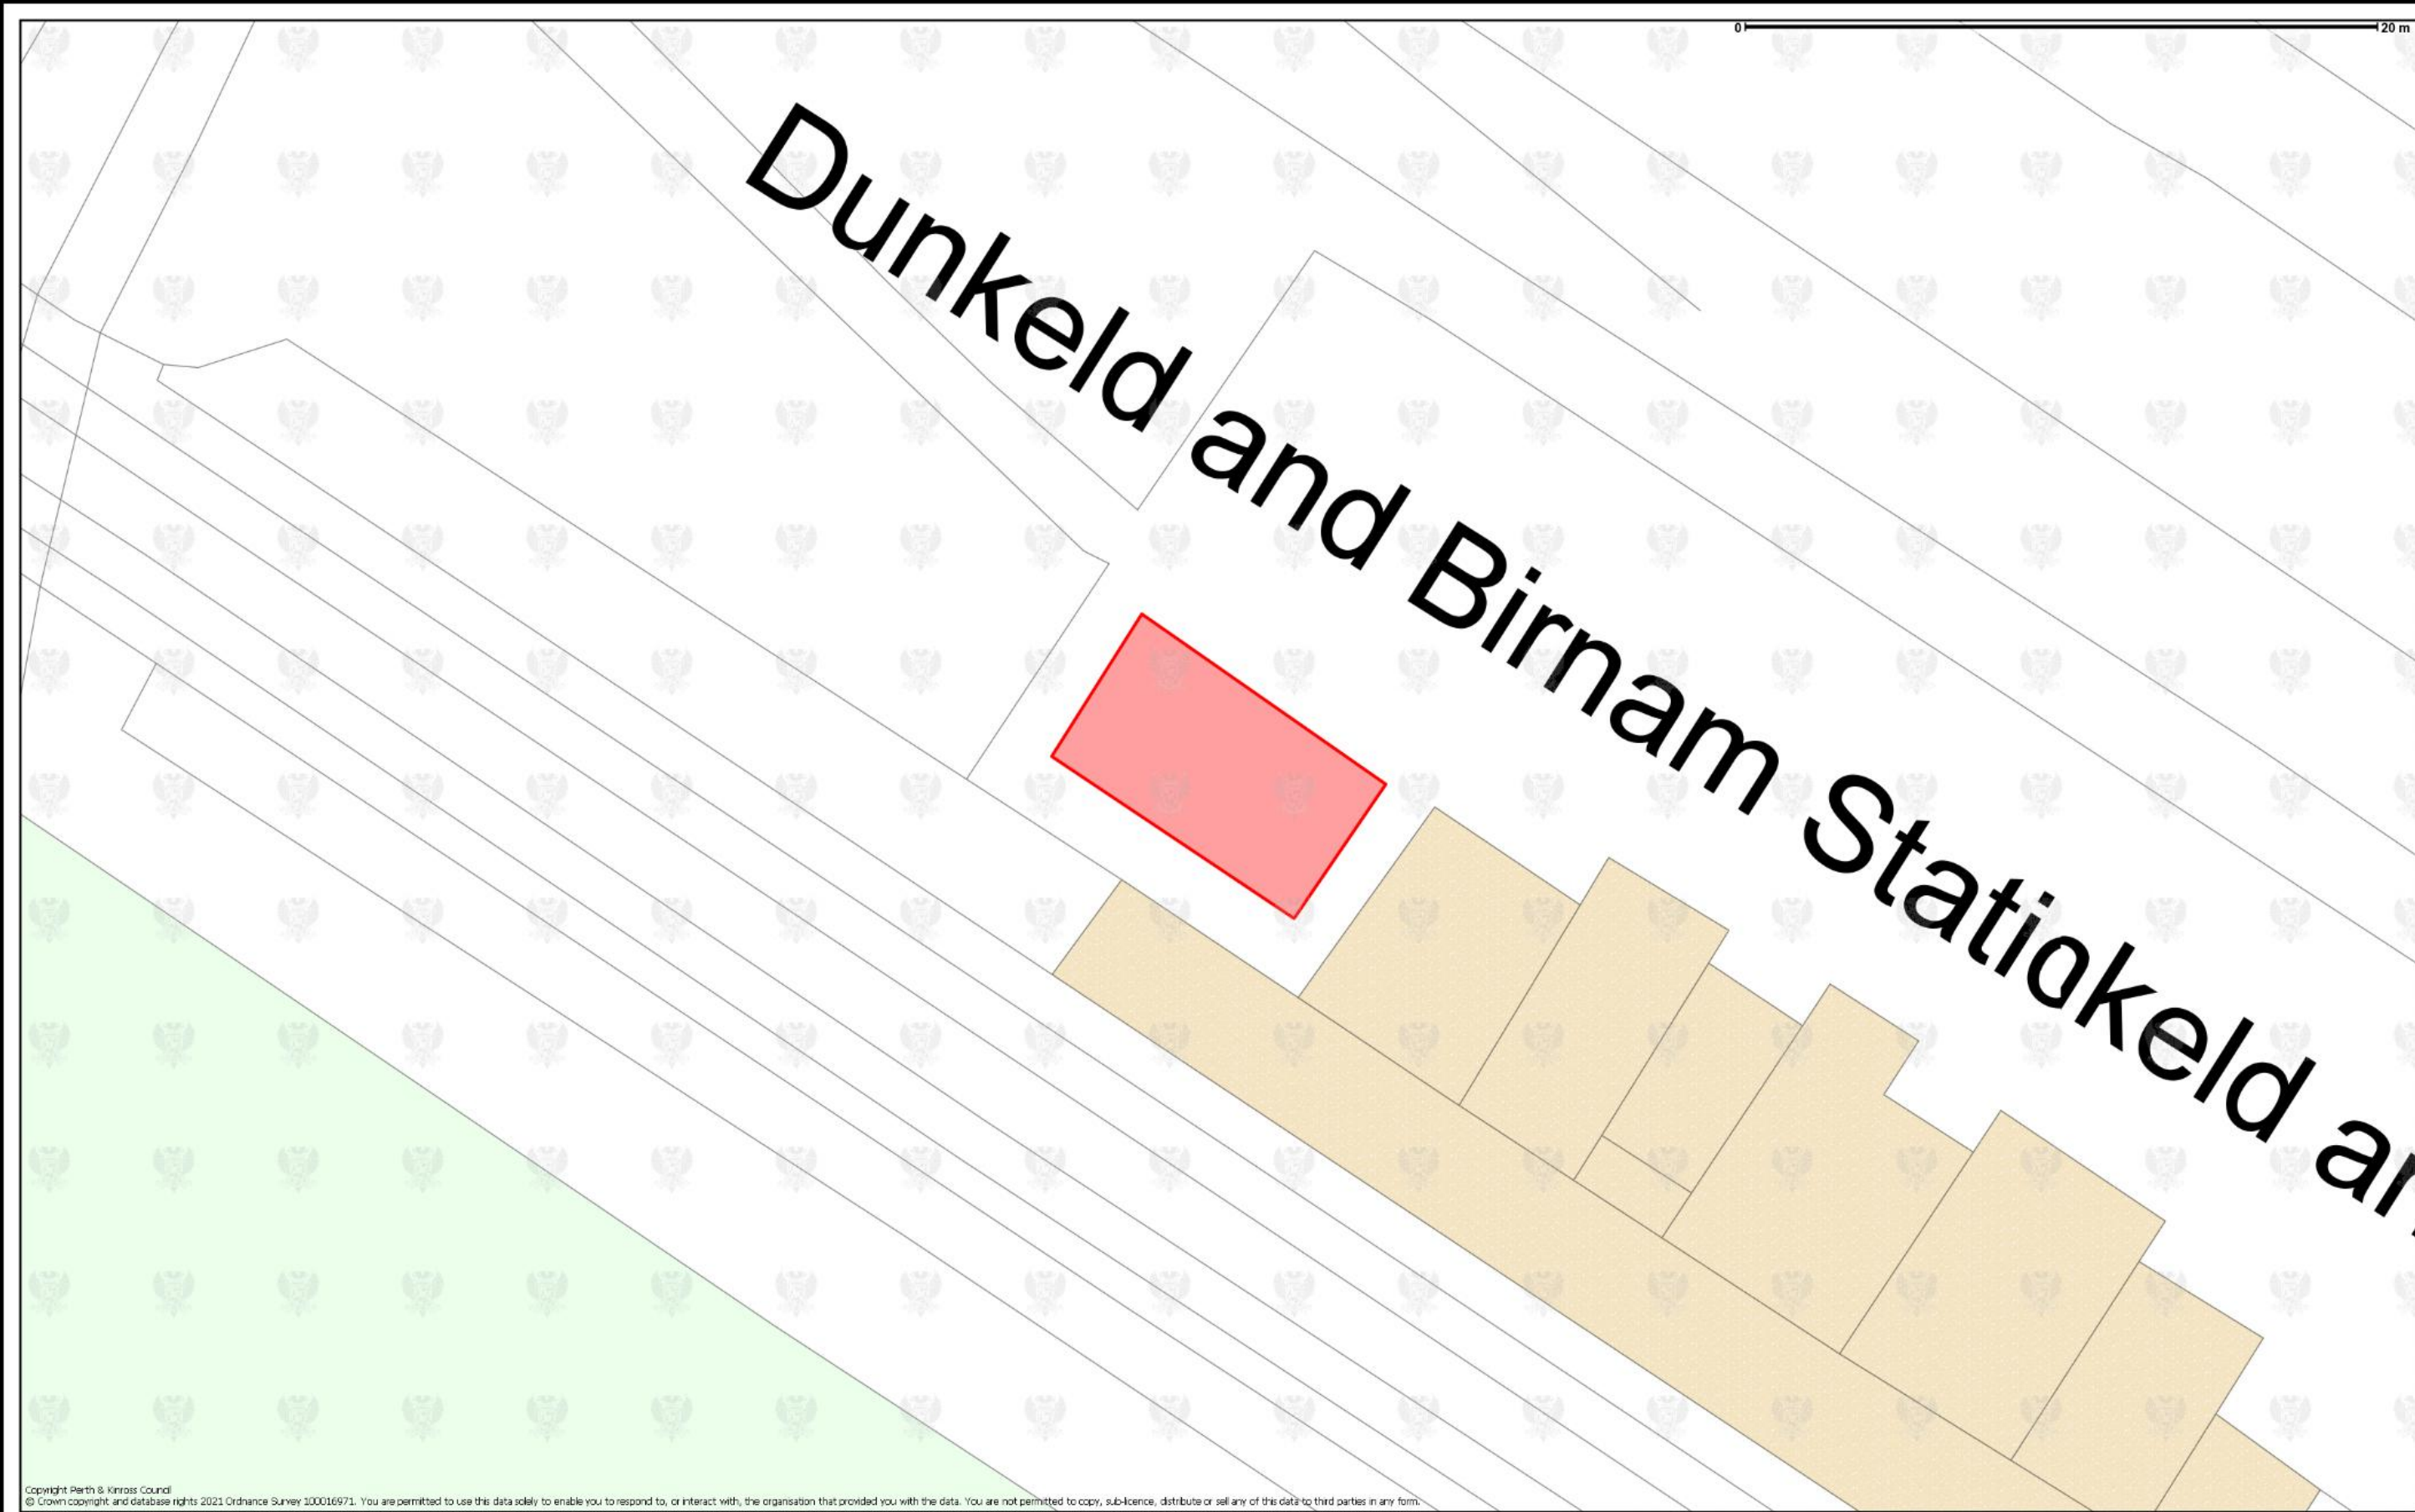 0 20 m
Dunkeld and Birnam Statiokeld an
Copyright Perth & Kinross Council
© Crown copyright and database rights 2021 Ordnance Survey 100016971. You are permitted to use this data solely to enable you to respond to, or interact with, the organisation that provided you with the data. You are not permitted to copy, sub-licence, distribute or sell any of this data to third parties in any form.